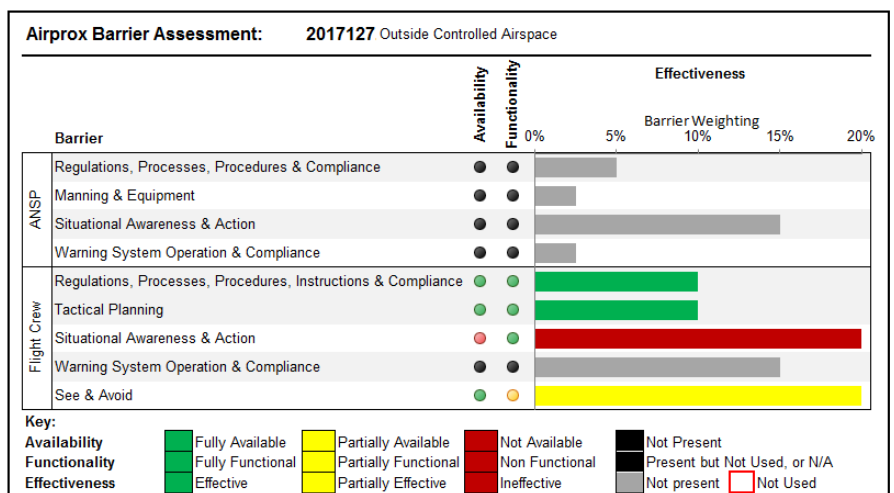 Airprox Barrier Assessment: 2017127 Outside Controlled Airspace
Availability
Functionality
Effectiveness
Barrier Weighting
Barrier
0% 5% 10% 15% 20%
ANSP
Regulations, Processes, Procedures & Compliance
Manning & Equipment
Situational Awareness & Action
Warning System Operation & Compliance
Flight Crew
Regulations, Processes, Procedures, Instructions & Compliance
Tactical Planning
Situational Awareness & Action
Warning System Operation & Compliance
See & Avoid
Key:
Availability Fully Available Partially Available Not Available Not Present
Functionality Fully Functional Partially Functional Non Functional Present but Not Used, or N/A
Effectiveness Effective Partially Effective Ineffective Not present Not Used